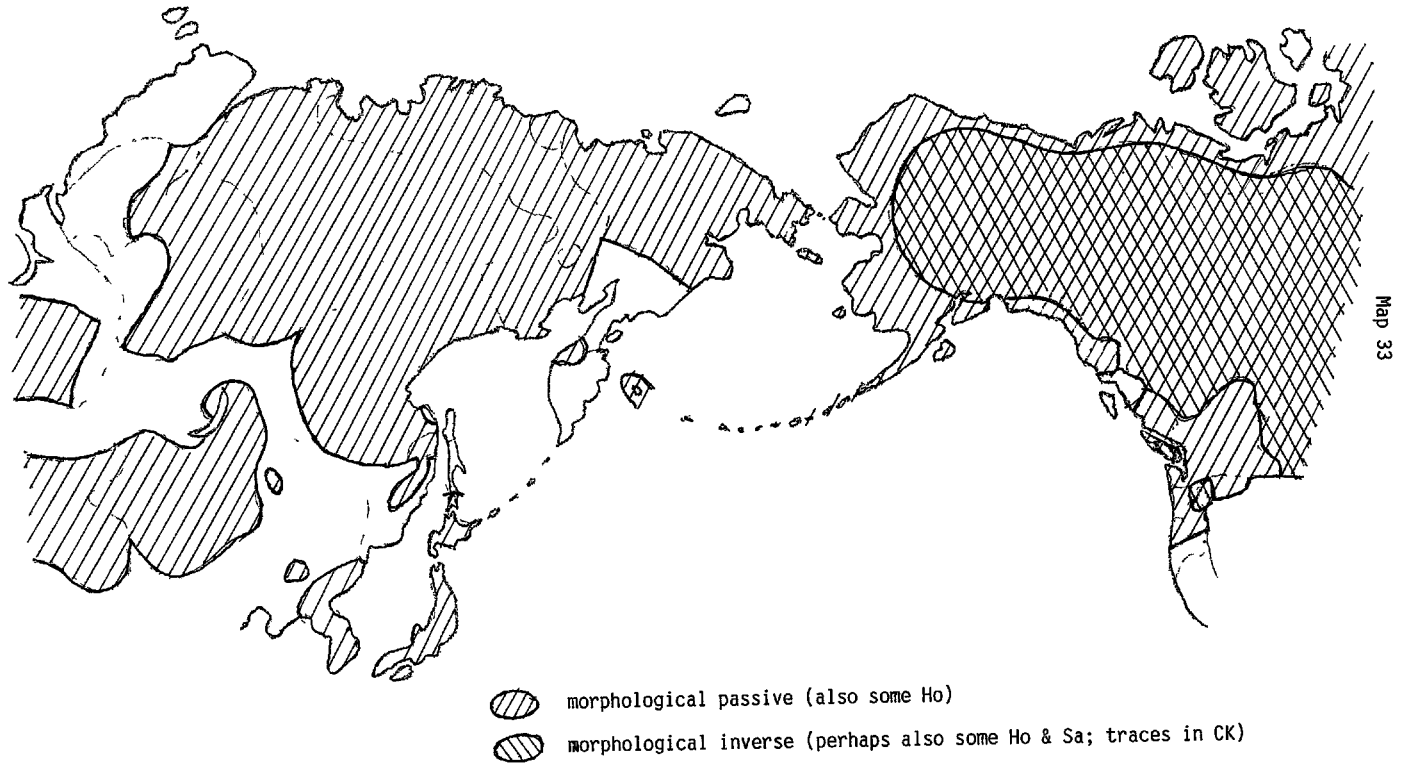 Map 33
morphological passive (also some Ho)
morphological inverse (perhaps also some Ho & Sa; traces in CK)